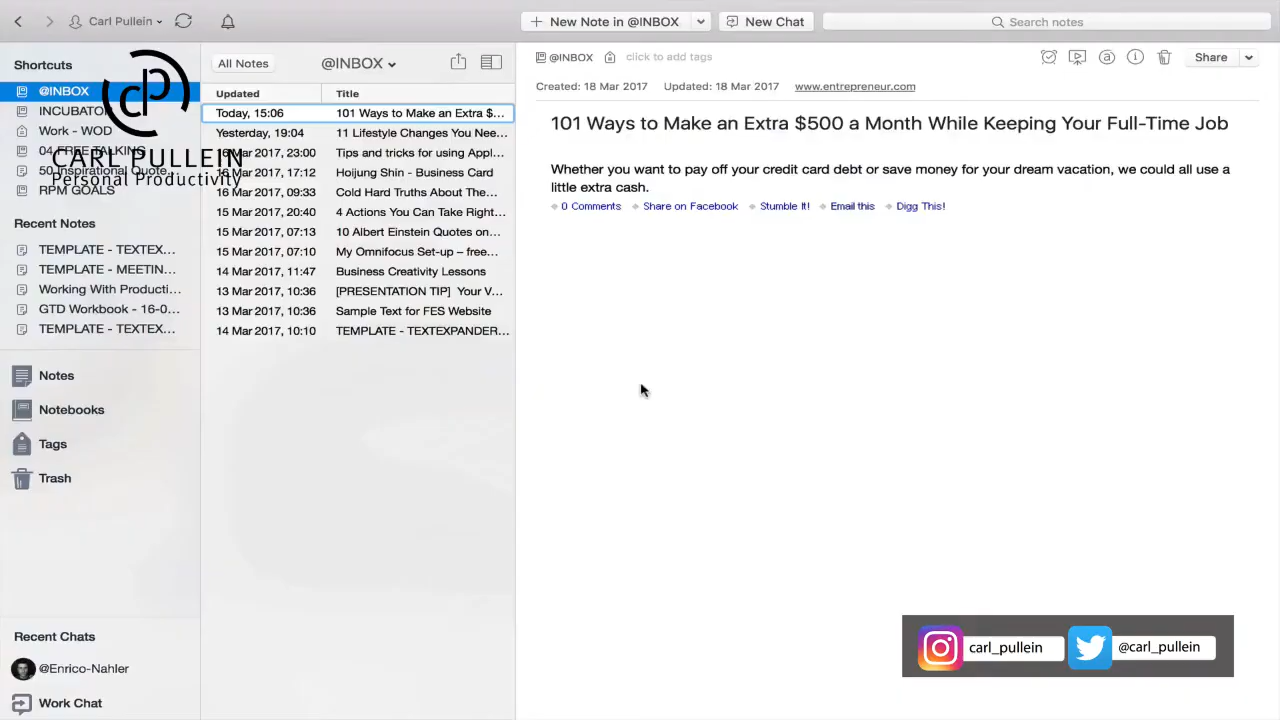 Carl Pullein
New Note in @INBOX
New Chat
Search notes
Shortcuts
@INBOX
INCUBATO
Work - WOD
04 FREE TALKING
50 Inspirational Quote...
RPM GOALS
CARL PULLEIN
Personal Productivity
Recent Notes
TEMPLATE - TEXTEX...
TEMPLATE - MEETIN...
Working With Producti...
GTD Workbook - 16-0...
TEMPLATE - TEXTEX...
Notes
Notebooks
Tags
Trash
Recent Chats
@Enrico-Nahler
Work Chat
All Notes
@INBOX
Updated Title
Today, 15:06 101 Ways to Make an Extra $...
Yesterday, 19:04 11 Lifestyle Changes You Nee...
Mar 2017, 23:00 Tips and tricks for using Appl...
Mar 2017, 17:12 Hoijung Shin - Business Card
16 Mar 2017, 09:33 Cold Hard Truths About The...
15 Mar 2017, 20:40 4 Actions You Can Take Right...
15 Mar 2017, 07:13 10 Albert Einstein Quotes on...
15 Mar 2017, 07:10 My Omnifocus Set-up – free...
14 Mar 2017, 11:47 Business Creativity Lessons
13 Mar 2017, 10:36 [PRESENTATION TIP] Your V...
13 Mar 2017, 10:36 Sample Text for FES Website
14 Mar 2017, 10:10 TEMPLATE - TEXTEXPANDER...
@INBOX click to add tags
Share
Created: 18 Mar 2017 Updated: 18 Mar 2017 www.entrepreneur.com
101 Ways to Make an Extra $500 a Month While Keeping Your Full-Time Job
Whether you want to pay off your credit card debt or save money for your dream vacation, we could all use a
little extra cash.
0 Comments Share on Facebook Stumble It! Email this Digg This!
carl_pullein
@carl_pullein